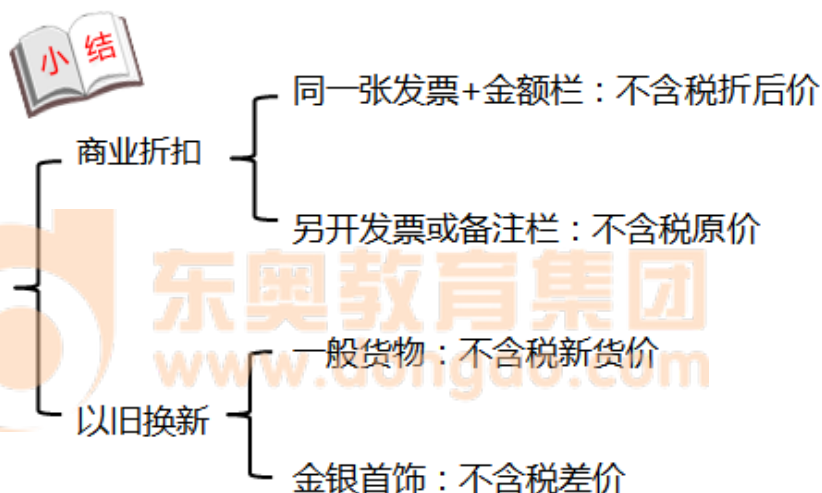 小结
同一张发票+金额栏：不含税折后价
商业折扣
另开发票或备注栏：不含税原价
东奥教育集团
www.dongao.com
一般货物：不含税新货价
以旧换新
金银首饰：不含税差价